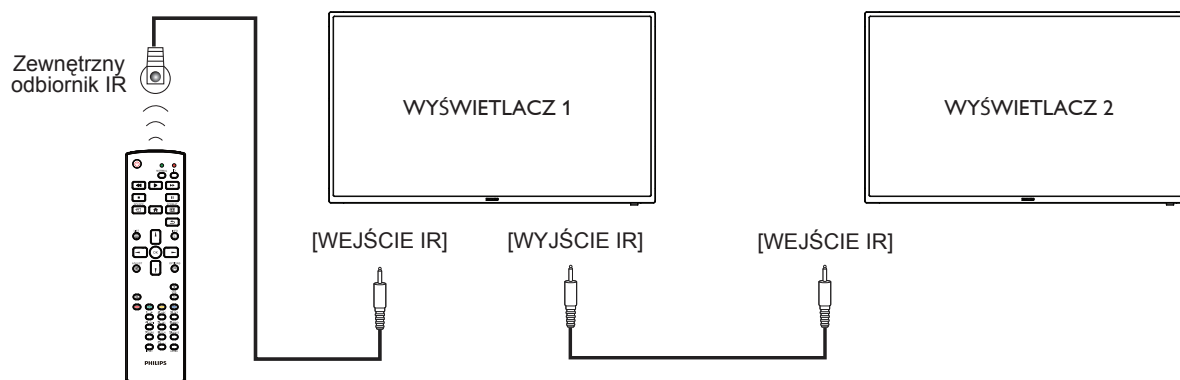 Zewnętrzny
odbiornik IR
WYŚWIETLACZ 1
WYŚWIETLACZ 2
[WEJŚCIE IR]
[WYJŚCIE IR]
[WEJŚCIE IR]
PHILIPS